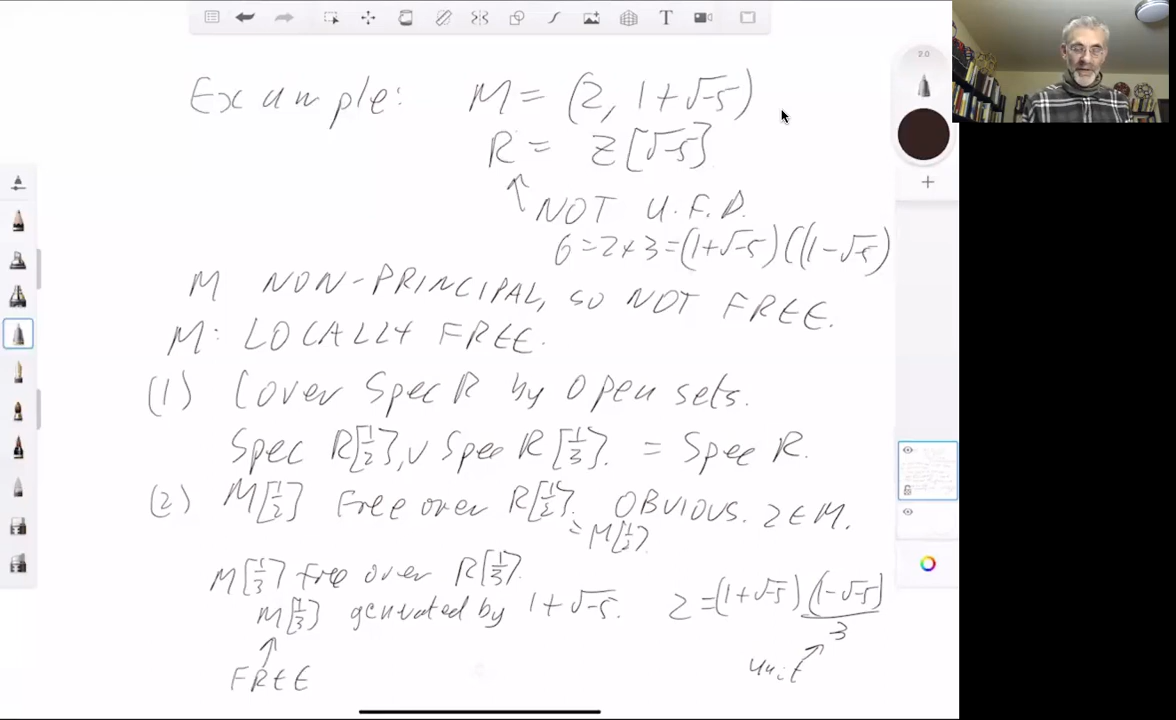 Example: M = (2, 1+√-5)
R = Z[√-5]
↑ NOT U.F.D.
6=2×3=(1+√-5)((1-√-5)
M NON-PRINCIPAL, SO NOT FREE.
M: LOCALLY FREE.
(1) Cover Spec R by open sets.
Spec R[1/2], ∪ Spec R[1/3]. = Spec R.
(2) M[1/2] Free over R[1/2]. OBVIOUS. 2∈M.
= M[1/2].
M[1/3] free over R[1/3].
M[1/3] generated by 1+√-5. 2=(1+√-5)(1-√-5)/3
↑ unit ↗
FREE
2.0
T